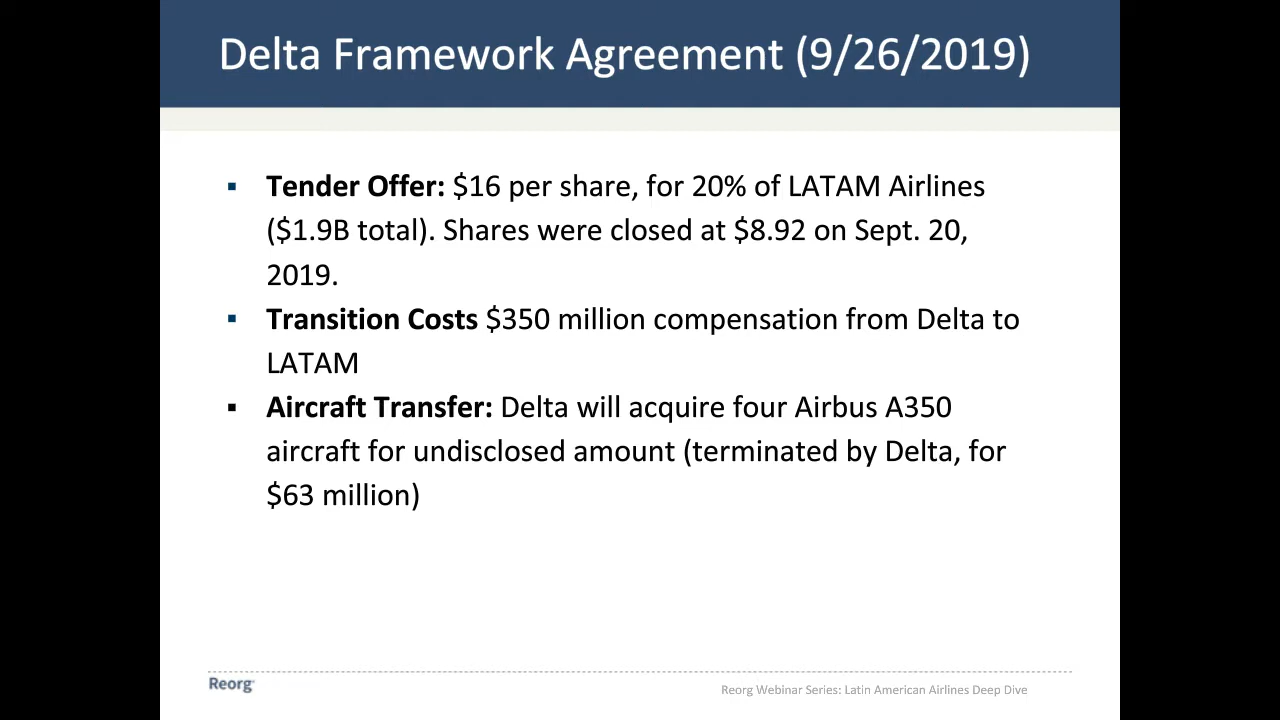 Delta Framework Agreement (9/26/2019)
▪ Tender Offer: $16 per share, for 20% of LATAM Airlines
($1.9B total). Shares were closed at $8.92 on Sept. 20,
2019.
▪ Transition Costs $350 million compensation from Delta to
LATAM
▪ Aircraft Transfer: Delta will acquire four Airbus A350
aircraft for undisclosed amount (terminated by Delta, for
$63 million)
Reorg
Reorg Webinar Series: Latin American Airlines Deep Dive